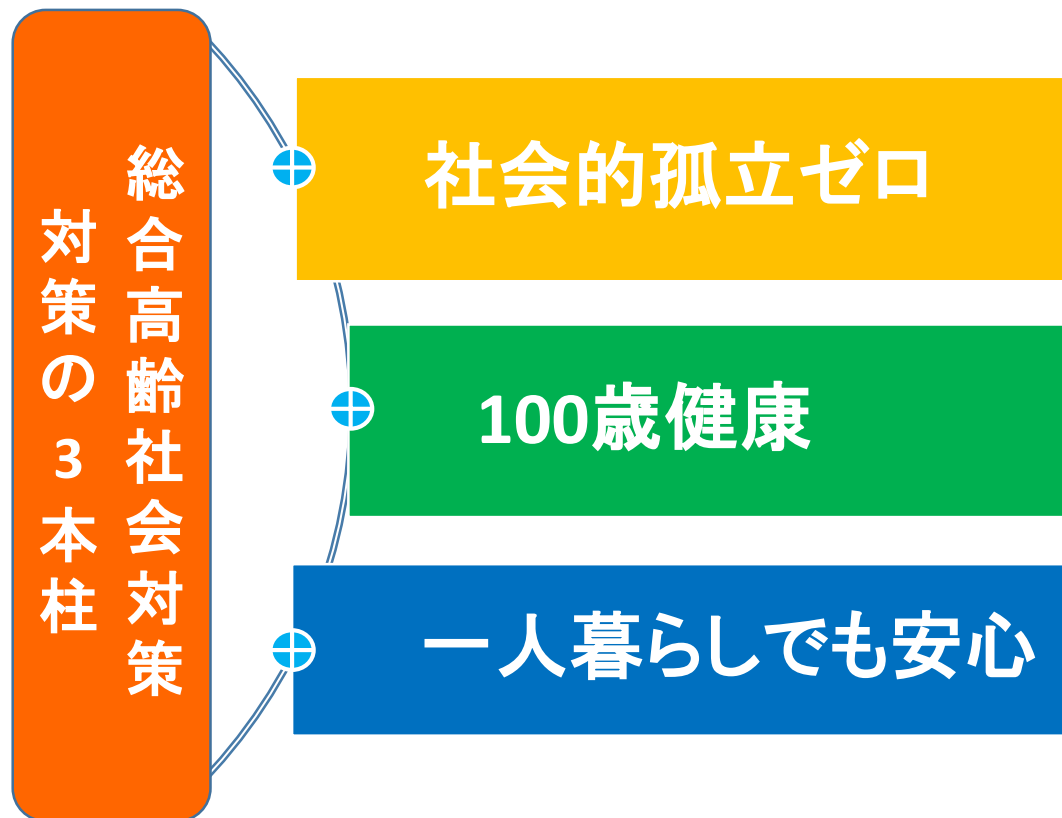 総合高齢社会対策
対策の3本柱
社会的孤立ゼロ
100歳健康
一人暮らしでも安心